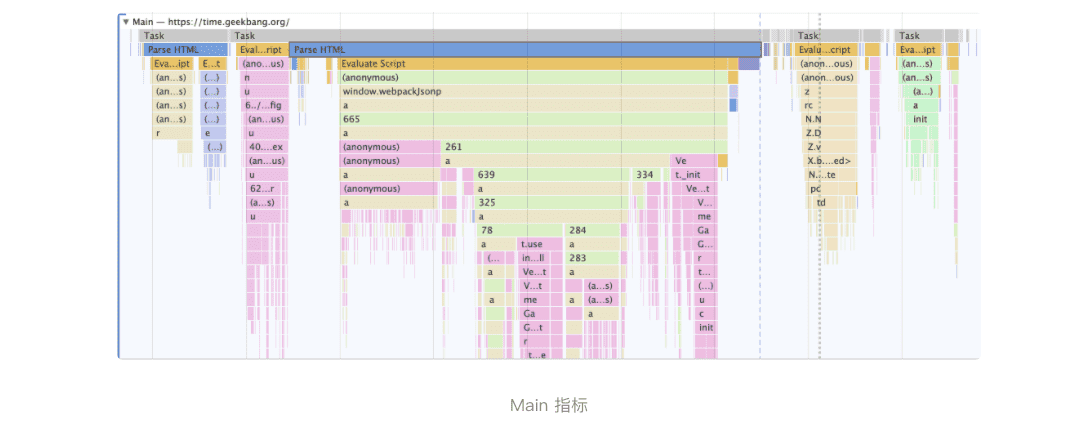 ▼ Main — https://time.geekbang.org/
Task Task Task Task
Parse HTML Eval...ript Parse HTML Evalu...cript Eva...ipt
Eva...ipt E...t (ano...us) Evaluate Script (anon...ous) (an...s)
(an...s) (...) n (anonymous) (anon...ous) (an...s)
(an...s) (...) u window.webpackJsonp z (a...)
(an...s) (...) 6../...fig a rc a
(an...s) (...) (an...us) 665 N.N init
r e u a Z.D
(...) 40....ex (anonymous) 261 Z.v
(an...us) (anonymous) a Ve X.b...ed>
u (anonymous) 639 334 t._init N....te
62...r (anonymous) a Ve...t pc
(a...s) 325 V... td
u a me
78 284 Ga
a t.use a G...
(... in...ll 283 r
a Ve...t a t...
V...t (a...s) (...)
a me a (a...s) u
Ga a c
G...t init
r
t...e
Main 指标